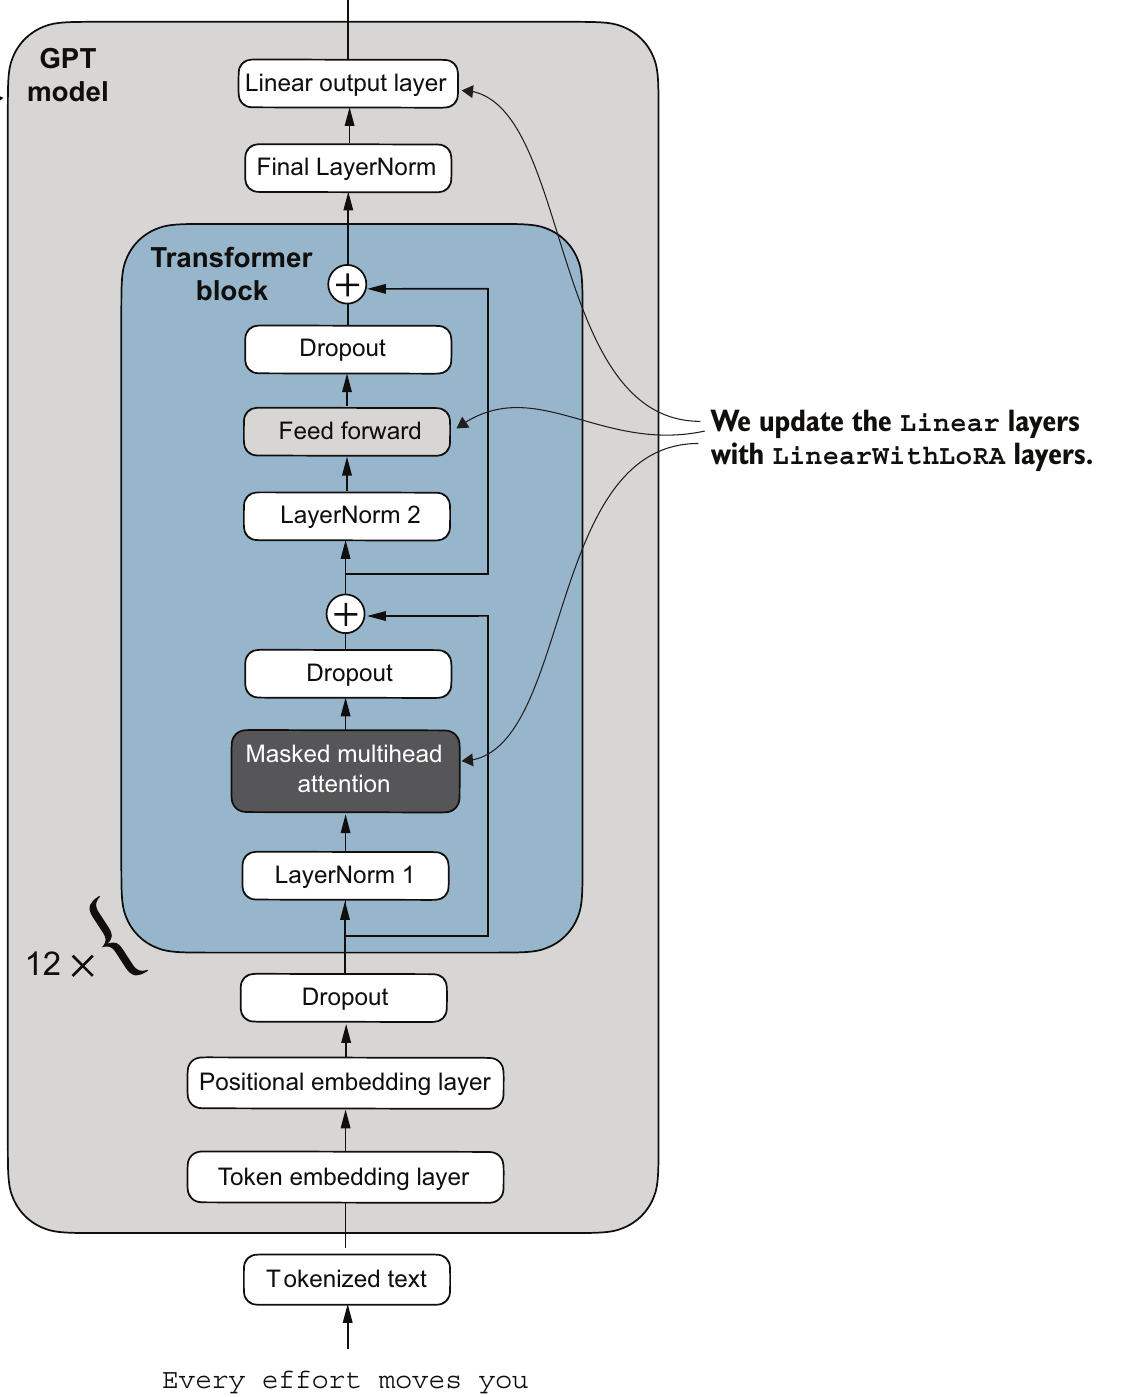 GPT
model
Linear output layer
Final LayerNorm
Transformer
block
+
Dropout
Feed forward
We update the Linear layers
with LinearWithLoRA layers.
LayerNorm 2
+
Dropout
Masked multihead
attention
LayerNorm 1
12 ×
Dropout
Positional embedding layer
Token embedding layer
Tokenized text
Every effort moves you